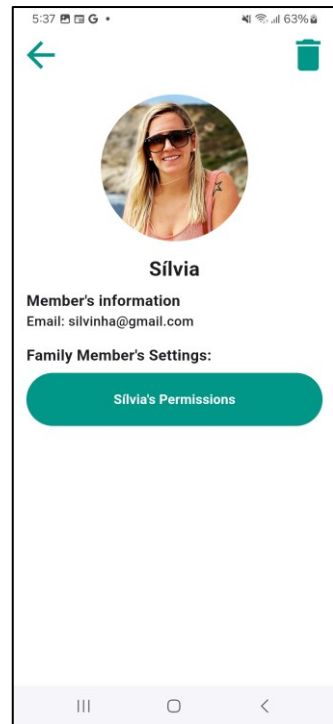 5:37 G 63%
Sílvia
Member's information
Email: silvinha@gmail.com
Family Member's Settings:
Sílvia's Permissions